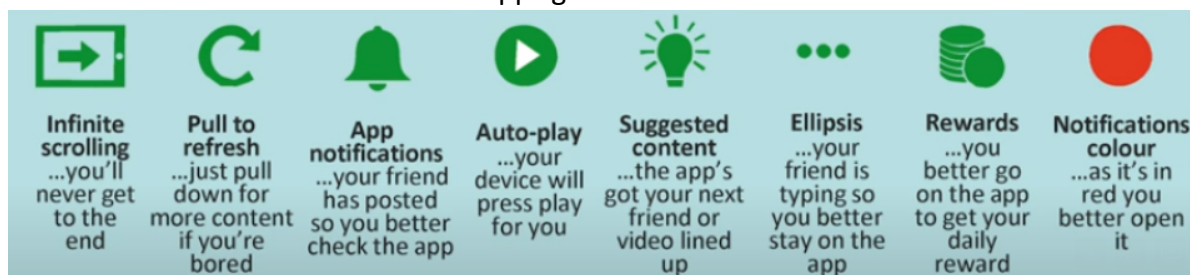 Infinite
scrolling
...you'll
never get
to the
end
Pull to
refresh
...just pull
down for
more content
if you're
bored
App
notifications
...your friend
has posted
so you better
check the app
Auto-play
...your
device will
press play
for you
Suggested
content
...the app's
got your next
friend or
video lined
up
Ellipsis
...your
friend is
typing so
you better
stay on the
app
Rewards
...you
better go
on the app
to get your
daily
reward
Notifications
colour
...as it's in
red you
better open
it